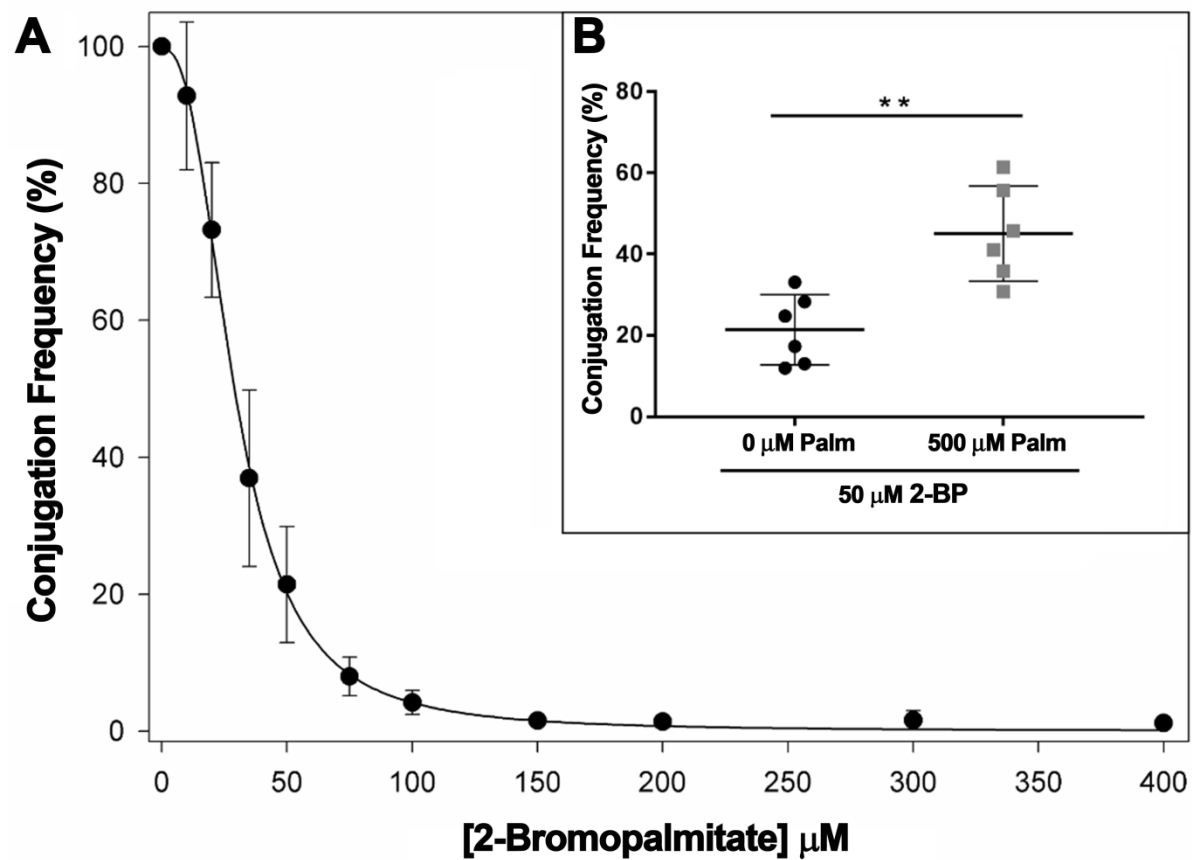 A
Conjugation Frequency (%)
100
80
60
40
20
0
0
50
100
150
200
250
300
350
400
[2-Bromopalmitate] μM
B
Conjugation Frequency (%)
80
60
40
20
0
* *
0 μM Palm
500 μM Palm
50 μM 2-BP